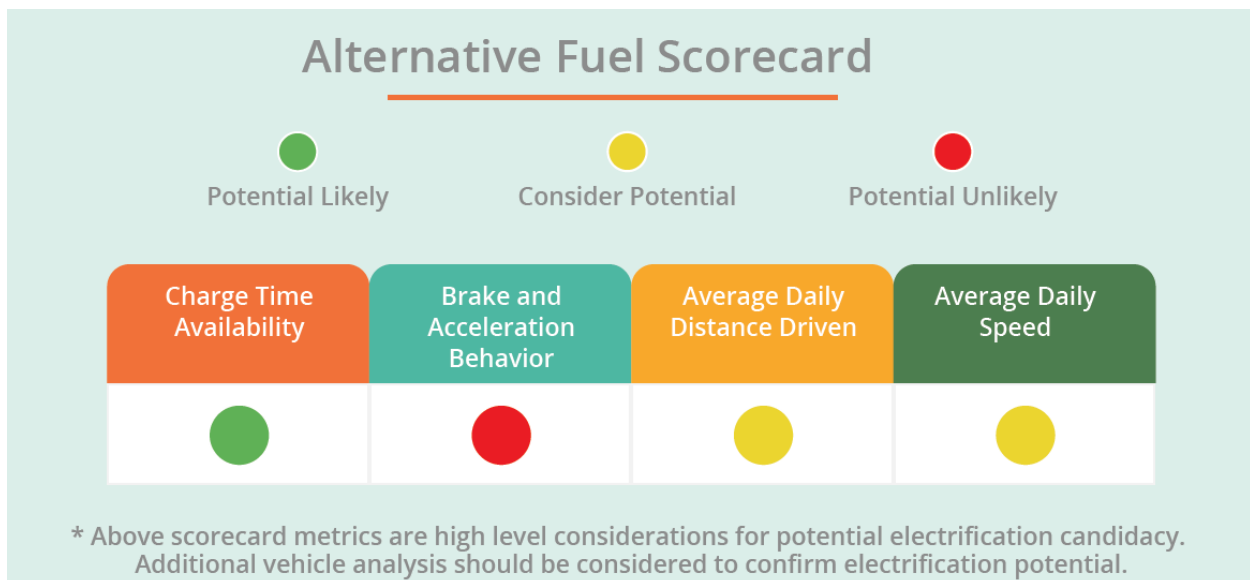 Alternative Fuel Scorecard
Potential Likely
Consider Potential
Potential Unlikely
Charge Time
Availability
Brake and
Acceleration
Behavior
Average Daily
Distance Driven
Average Daily
Speed
* Above scorecard metrics are high level considerations for potential electrification candidacy.
Additional vehicle analysis should be considered to confirm electrification potential.